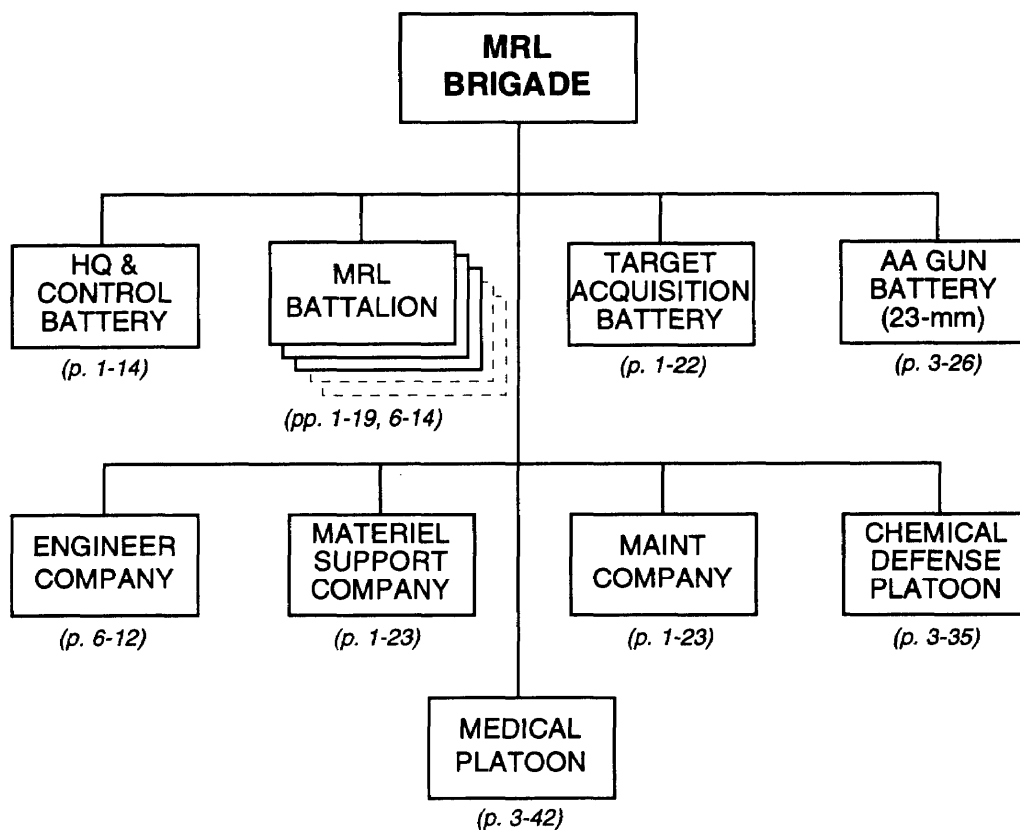 MRL
BRIGADE
HQ &
CONTROL
BATTERY
(p. 1-14)
MRL
BATTALION
(pp. 1-19, 6-14)
TARGET
ACQUISITION
BATTERY
(p. 1-22)
AA GUN
BATTERY
(23-mm)
(p. 3-26)
ENGINEER
COMPANY
(p. 6-12)
MATERIEL
SUPPORT
COMPANY
(p. 1-23)
MAINT
COMPANY
(p. 1-23)
CHEMICAL
DEFENSE
PLATOON
(p. 3-35)
MEDICAL
PLATOON
(p. 3-42)